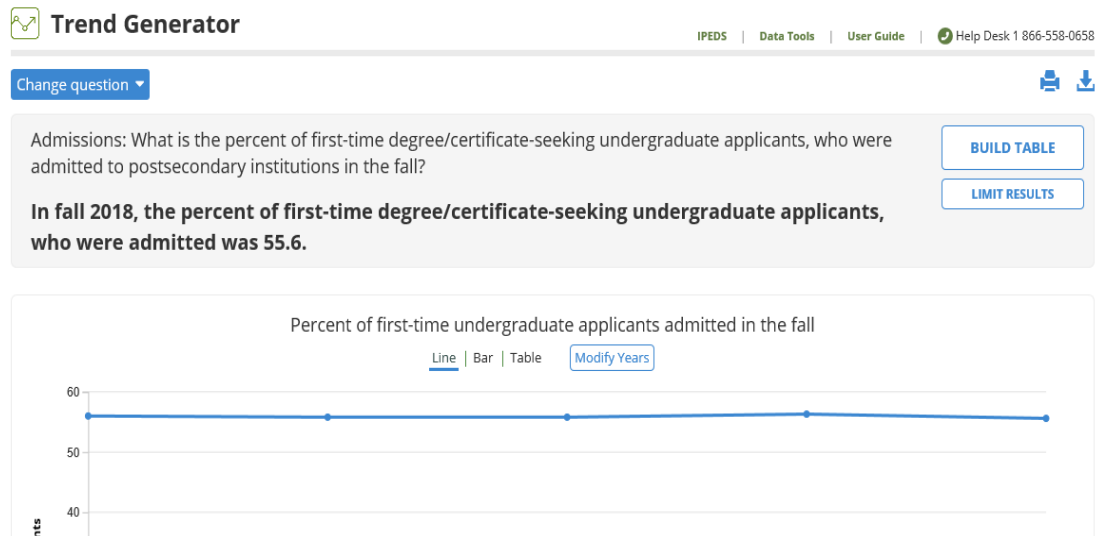 Trend Generator
IPEDS | Data Tools | User Guide | Help Desk 1 866-558-0658
Change question
Admissions: What is the percent of first-time degree/certificate-seeking undergraduate applicants, who were
admitted to postsecondary institutions in the fall?
BUILD TABLE
LIMIT RESULTS
In fall 2018, the percent of first-time degree/certificate-seeking undergraduate applicants,
who were admitted was 55.6.
Percent of first-time undergraduate applicants admitted in the fall
Line | Bar | Table Modify Years
60
50
40